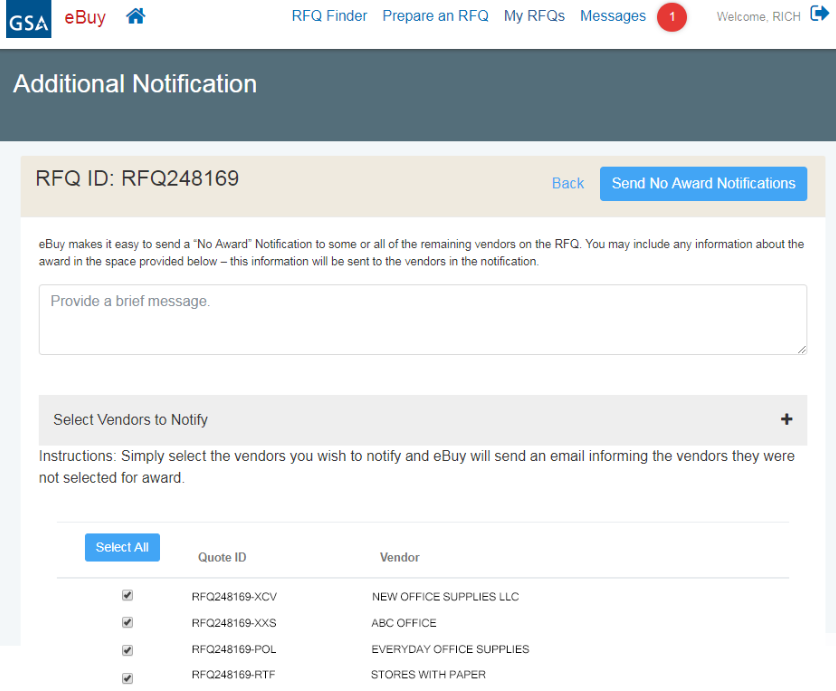 GSA eBuy RFQ Finder Prepare an RFQ My RFQs Messages 1 Welcome, RICH
Additional Notification
RFQ ID: RFQ248169 Back Send No Award Notifications
eBuy makes it easy to send a “No Award” Notification to some or all of the remaining vendors on the RFQ. You may include any information about the
award in the space provided below – this information will be sent to the vendors in the notification.
Provide a brief message.
Select Vendors to Notify +
Instructions: Simply select the vendors you wish to notify and eBuy will send an email informing the vendors they were
not selected for award.
Select All Quote ID Vendor
RFQ248169-XCV NEW OFFICE SUPPLIES LLC
RFQ248169-XXS ABC OFFICE
RFQ248169-POL EVERYDAY OFFICE SUPPLIES
RFQ248169-RTF STORES WITH PAPER